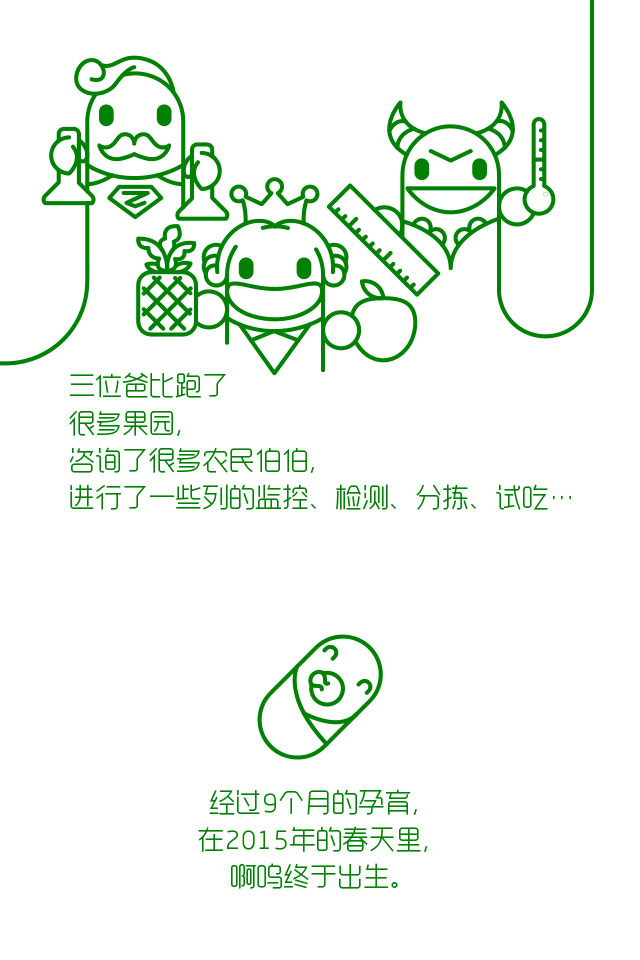 三位爸比跑了
很多果园,
咨询了很多农民伯伯,
进行了一些列的监控、检测、分拣、试吃…
经过9个月的孕育,
在2015年的春天里,
啊呜终于出生。